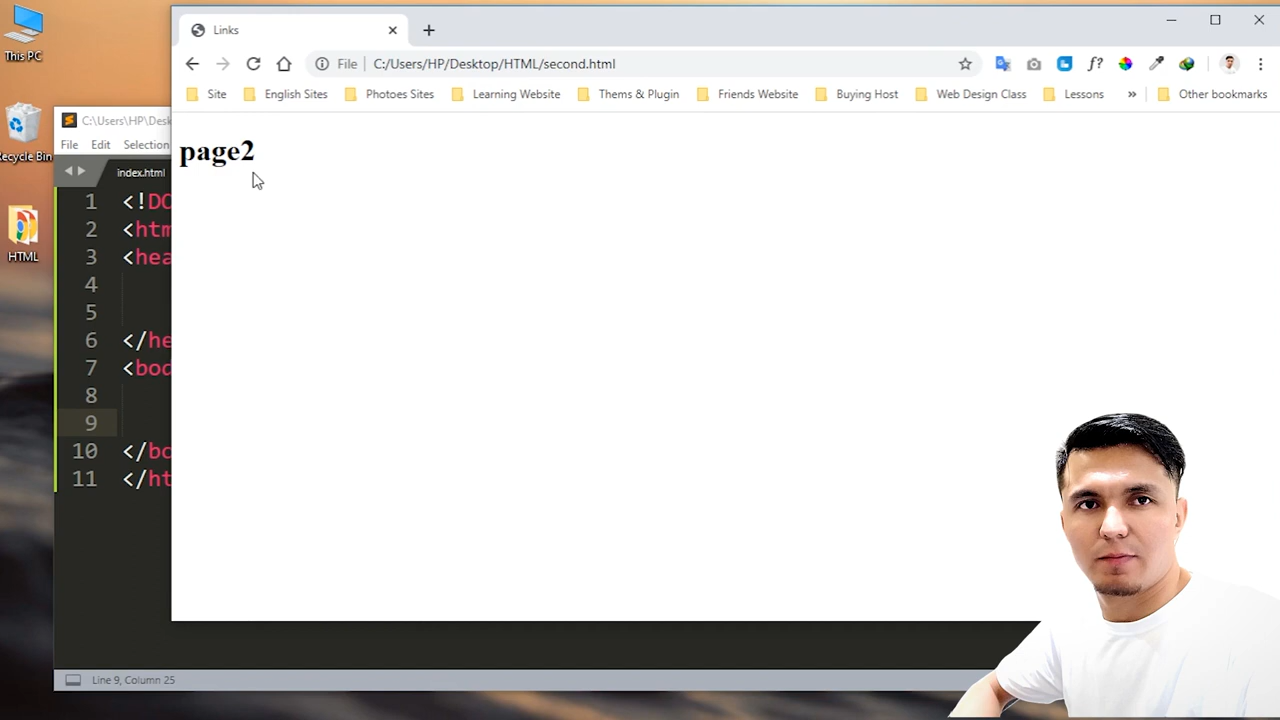 This PC
Recycle Bin
HTML
Links
File
C:/Users/HP/Desktop/HTML/second.html
f?
Site
English Sites
Photoes Sites
Learning Website
Thems & Plugin
Friends Website
Buying Host
Web Design Class
Lessons
»
Other bookmarks
page2
C:\Users\HP\Desk
File
Edit
Selection
index.html
1 <!DO
2 <htm
3 <hea
4
5
6 </he
7 <bod
8
9
10 </bo
11 </ht
Line 9, Column 25